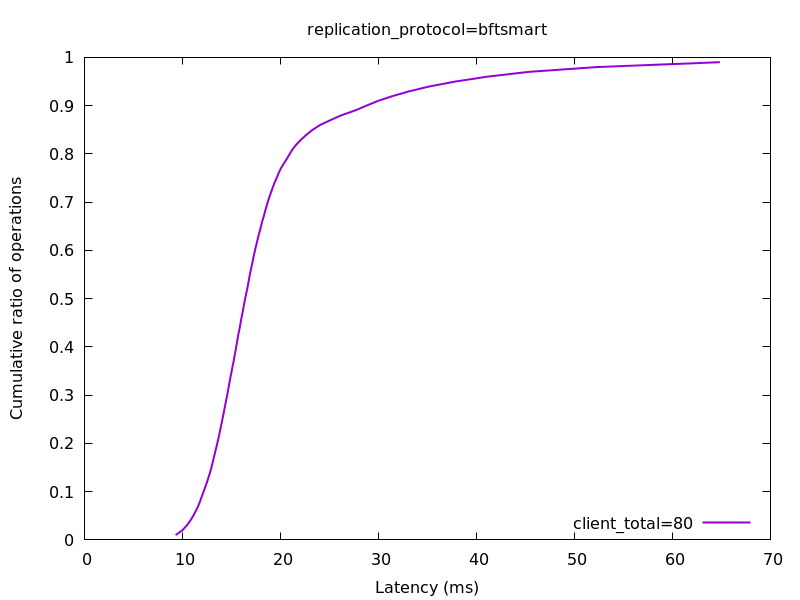 replication_protocol=bftsmart
1
0.9
0.8
0.7
0.6
0.5
0.4
0.3
0.2
0.1
0
Cumulative ratio of operations
client_total=80
0 10 20 30 40 50 60 70
Latency (ms)